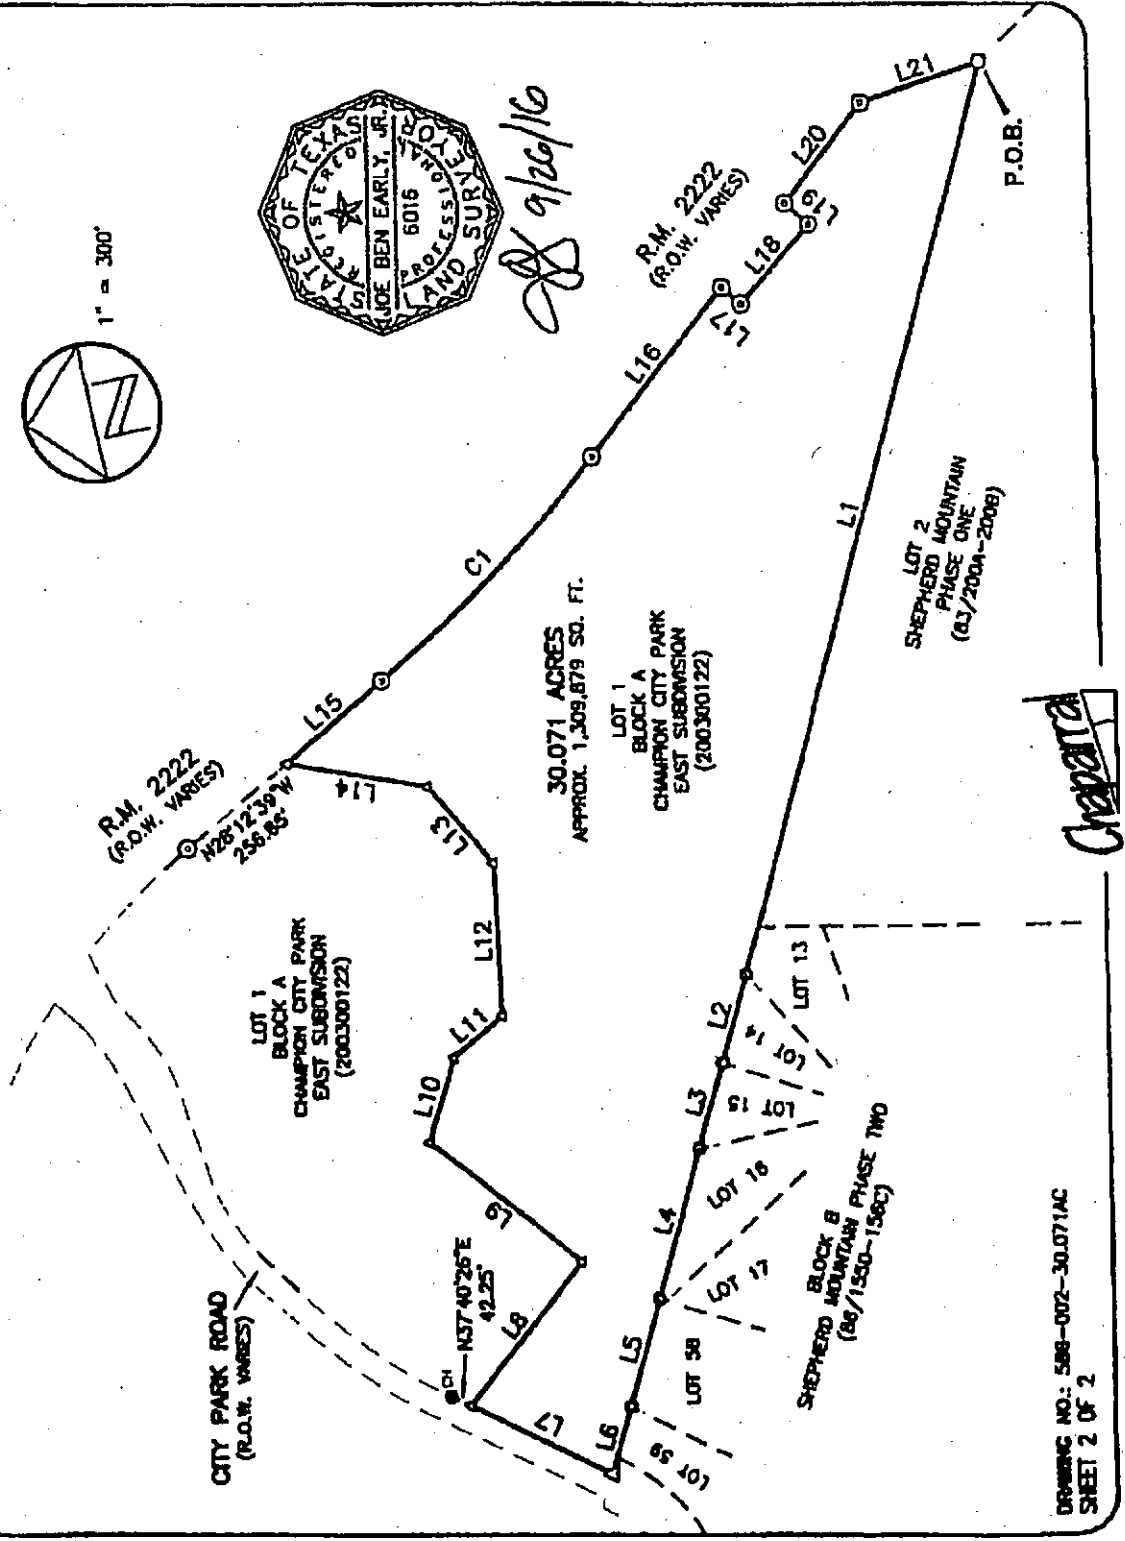 1" = 300'
STATE OF TEXAS
REGISTERED
JOE BEN EARLY, JR.
6016
PROFESSIONAL
LAND SURVEYOR
9/26/16
R.M. 2222
(R.O.W. VARIES)
N28°12'39"W
256.85'
R.M. 2222
(R.O.W. VARIES)
CITY PARK ROAD
(R.O.W. VARIES)
LOT 1
BLOCK A
CHAMPION CITY PARK
EAST SUBDIVISION
(200300122)
CH
N37°40'26"E
42.25'
30.071 ACRES
APPROX. 1,309,879 SQ. FT.
LOT 1
BLOCK A
CHAMPION CITY PARK
EAST SUBDIVISION
(200300122)
L1
L2
L3
L4
L5
L6
L7
L8
L9
L10
L11
L12
L13
L14
L15
C1
L16
L17
L18
L19
L20
L21
P.O.B.
LOT 2
SHEPHERD MOUNTAIN
PHASE ONE
(83/200A-200B)
LOT 13
LOT 14
LOT 15
LOT 16
LOT 17
LOT 58
LOT 59
BLOCK B
SHEPHERD MOUNTAIN PHASE TWO
(86/155D-156C)
DRAWING NO.: 588-002-30.071AC
SHEET 2 OF 2
Chaparral